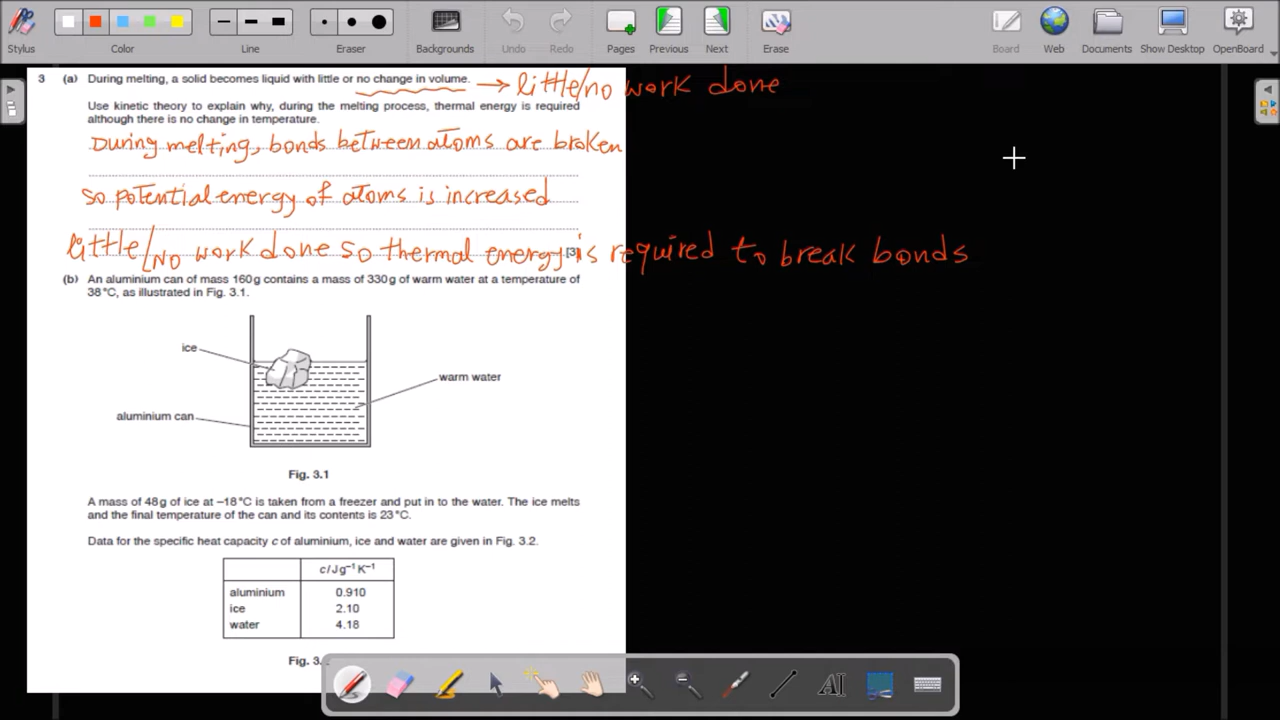 Stylus
Color
Line
Eraser
Backgrounds
Undo
Redo
Pages
Previous
Next
Erase
Board
Web
Documents
Show Desktop
OpenBoard
3 (a) During melting, a solid becomes liquid with little or no change in volume. → little/no work done
Use kinetic theory to explain why, during the melting process, thermal energy is required
although there is no change in temperature.
During melting, bonds between atoms are broken
so potential energy of atoms is increased
little/No work done so thermal energy is required to break bonds
[3]
(b) An aluminium can of mass 160g contains a mass of 330g of warm water at a temperature of
38°C, as illustrated in Fig. 3.1.
ice
warm water
aluminium can
Fig. 3.1
A mass of 48g of ice at –18°C is taken from a freezer and put in to the water. The ice melts
and the final temperature of the can and its contents is 23°C.
Data for the specific heat capacity c of aluminium, ice and water are given in Fig. 3.2.
c/Jg⁻¹K⁻¹
aluminium 0.910
ice 2.10
water 4.18
Fig. 3.
AI